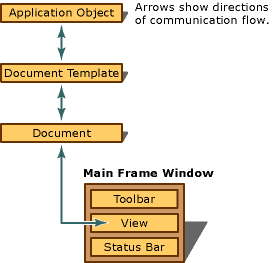 Application Object
Arrows show directions
of communication flow.
Document Template
Document
Main Frame Window
Toolbar
View
Status Bar